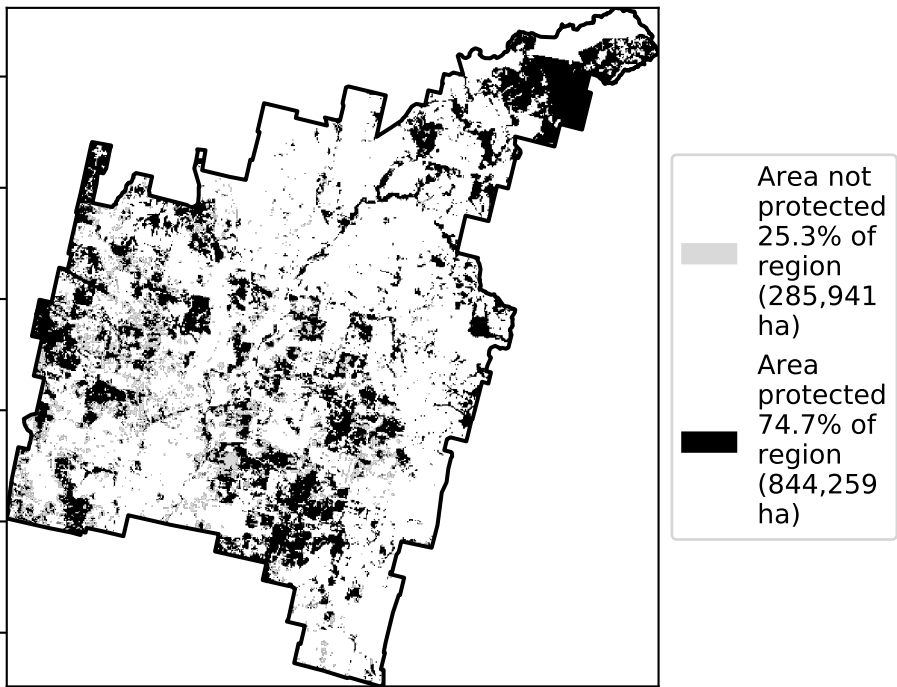 Area not
protected
25.3% of
region
(285,941
ha)
Area
protected
74.7% of
region
(844,259
ha)